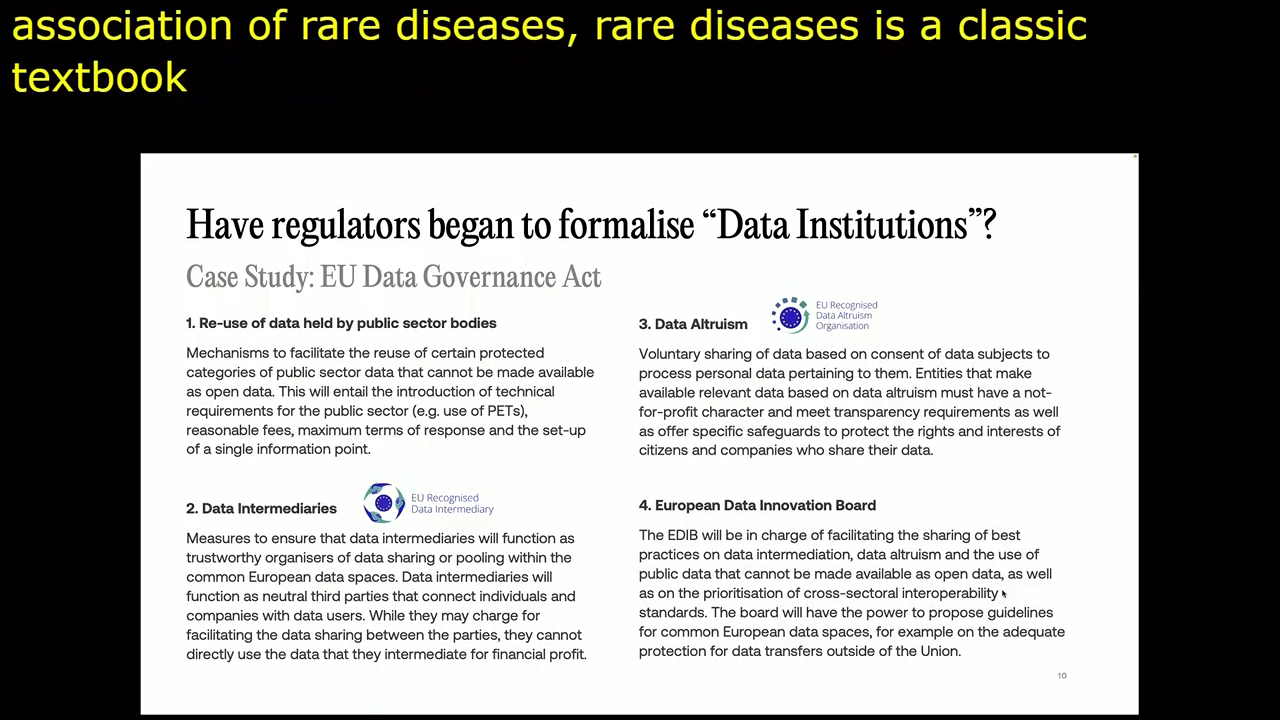 association of rare diseases, rare diseases is a classic
textbook
Have regulators began to formalise “Data Institutions”?
Case Study: EU Data Governance Act
1. Re-use of data held by public sector bodies
Mechanisms to facilitate the reuse of certain protected
categories of public sector data that cannot be made available
as open data. This will entail the introduction of technical
requirements for the public sector (e.g. use of PETs),
reasonable fees, maximum terms of response and the set-up
of a single information point.
2. Data Intermediaries
EU Recognised
Data Intermediary
Measures to ensure that data intermediaries will function as
trustworthy organisers of data sharing or pooling within the
common European data spaces. Data intermediaries will
function as neutral third parties that connect individuals and
companies with data users. While they may charge for
facilitating the data sharing between the parties, they cannot
directly use the data that they intermediate for financial profit.
3. Data Altruism
EU Recognised
Data Altruism
Organisation
Voluntary sharing of data based on consent of data subjects to
process personal data pertaining to them. Entities that make
available relevant data based on data altruism must have a not-
for-profit character and meet transparency requirements as well
as offer specific safeguards to protect the rights and interests of
citizens and companies who share their data.
4. European Data Innovation Board
The EDIB will be in charge of facilitating the sharing of best
practices on data intermediation, data altruism and the use of
public data that cannot be made available as open data, as well
as on the prioritisation of cross-sectoral interoperability
standards. The board will have the power to propose guidelines
for common European data spaces, for example on the adequate
protection for data transfers outside of the Union.
10